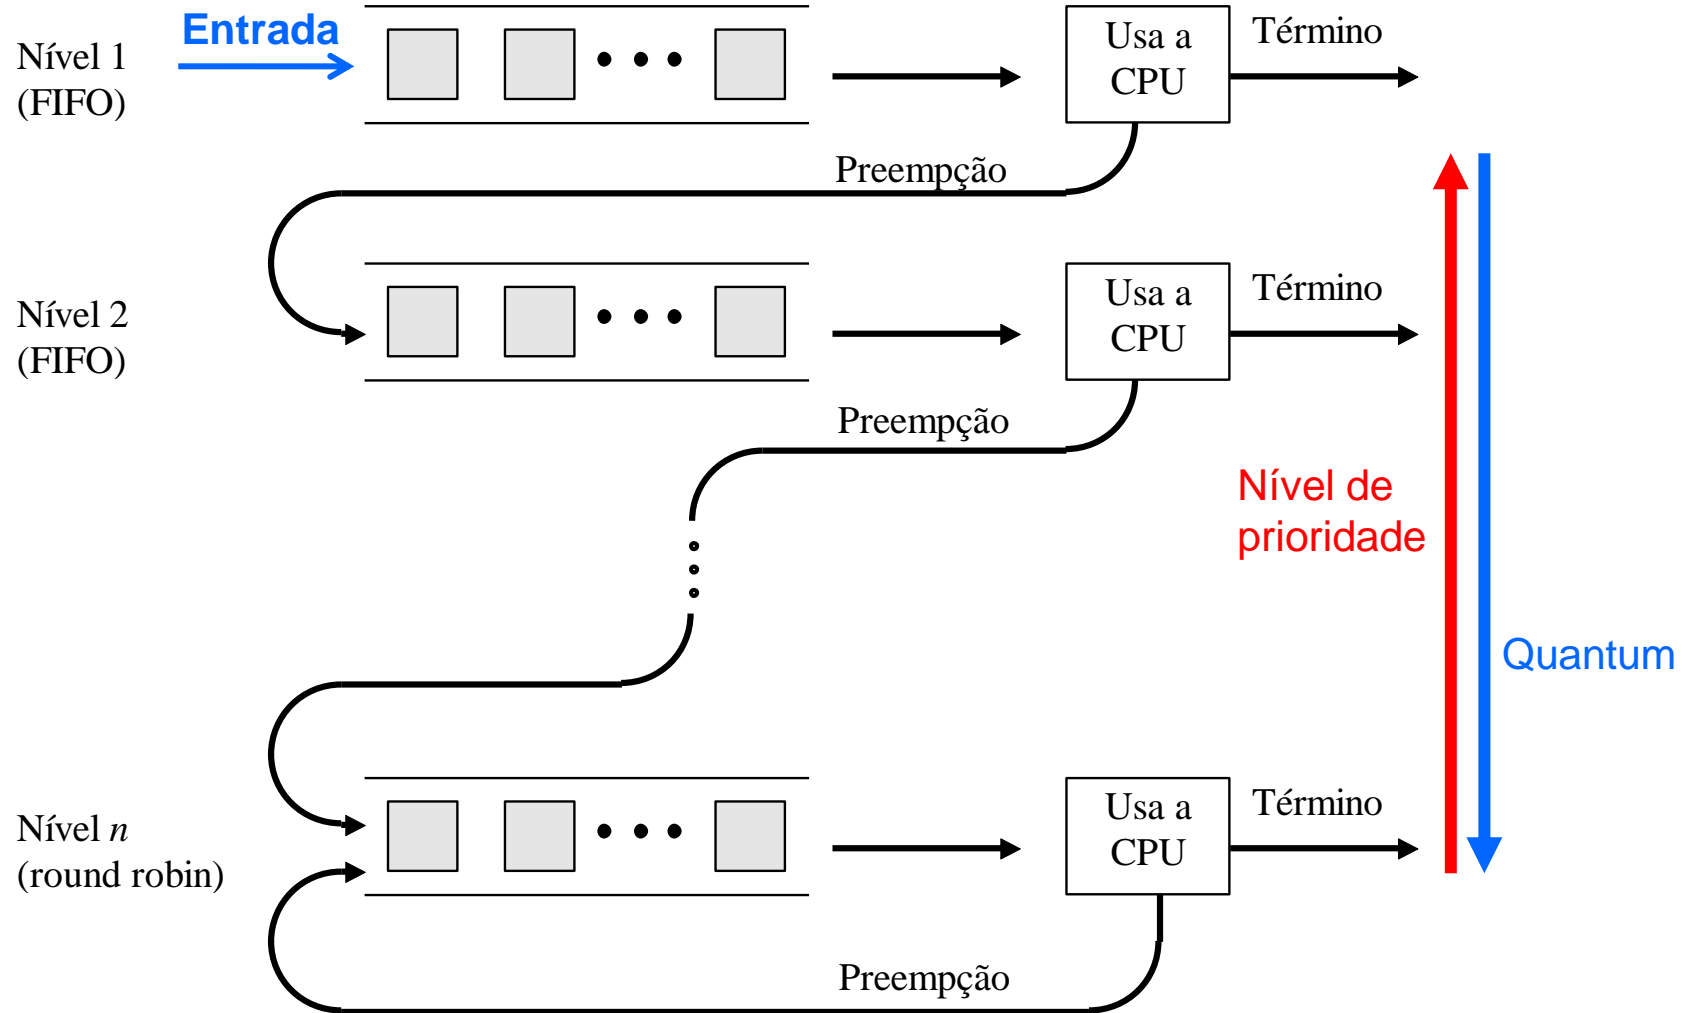 Entrada
Nível 1
(FIFO)
Usa a
CPU
Término
Preempção
Nível 2
(FIFO)
Usa a
CPU
Término
Preempção
Nível de
prioridade
Quantum
Nível n
(round robin)
Usa a
CPU
Término
Preempção